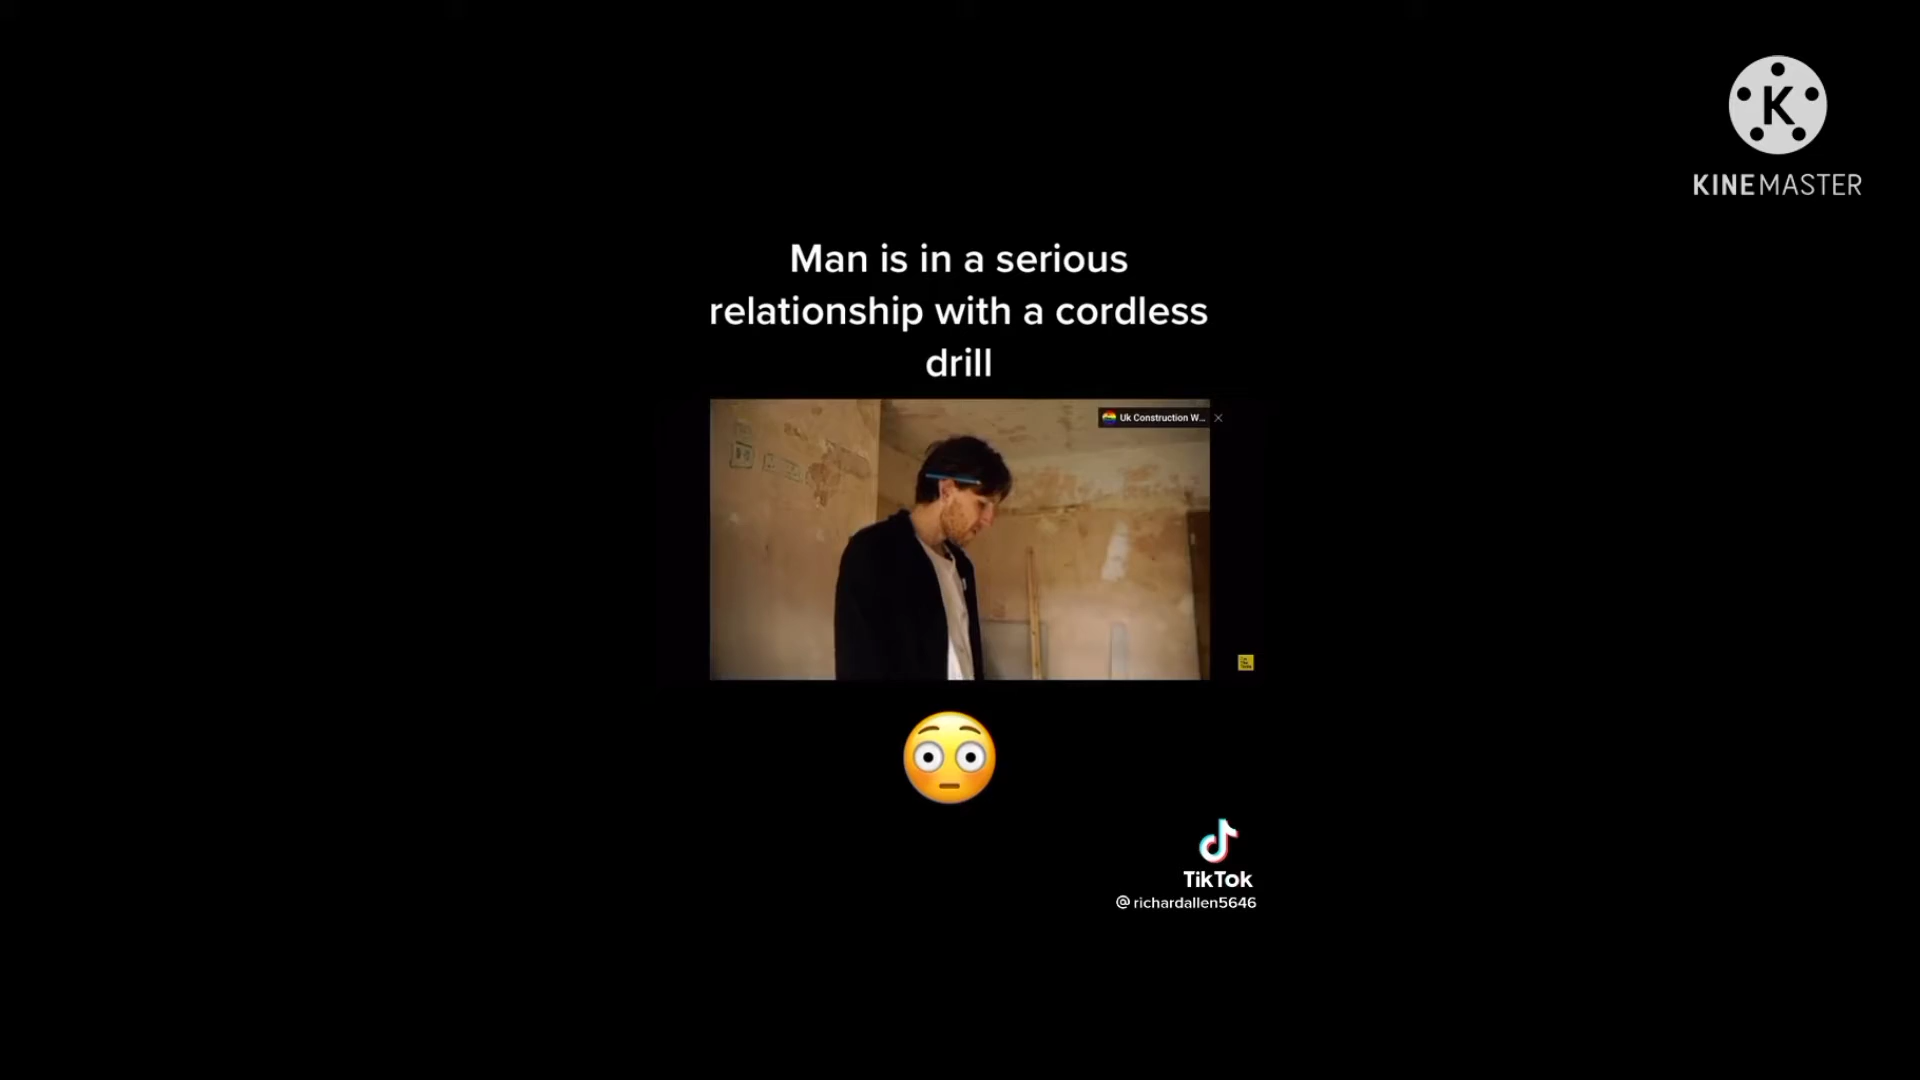 K
KINEMASTER
Man is in a serious
relationship with a cordless
drill
Uk Construction W...
TikTok
@richardallen5646